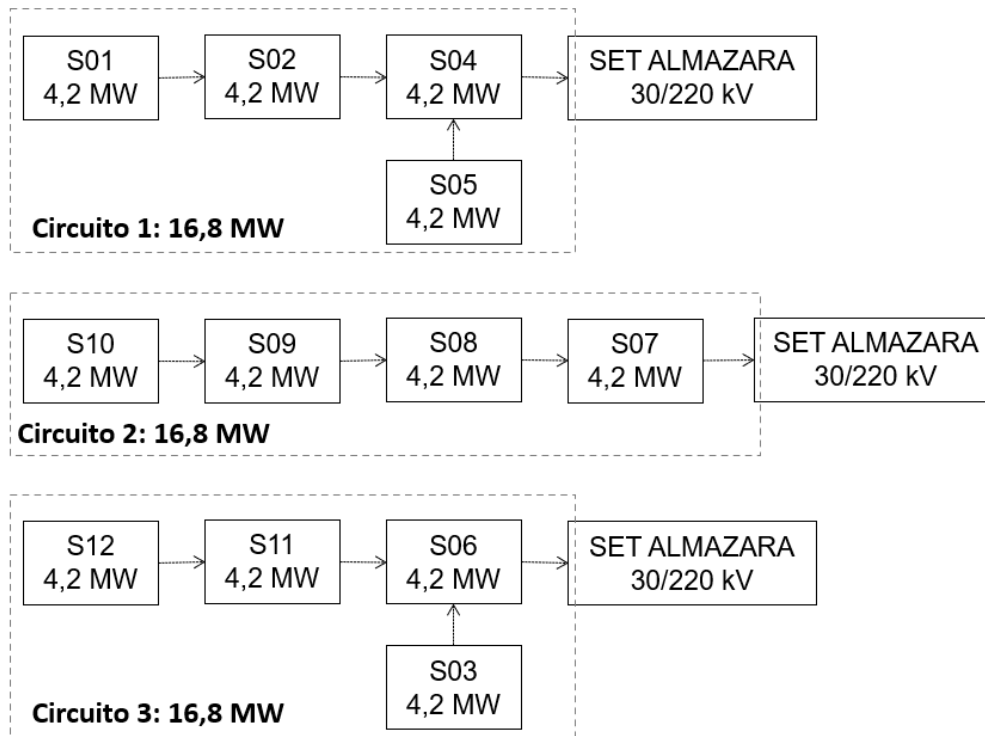 S01
4,2 MW
S02
4,2 MW
S04
4,2 MW
SET ALMAZARA
30/220 kV
S05
4,2 MW
Circuito 1: 16,8 MW
S10
4,2 MW
S09
4,2 MW
S08
4,2 MW
S07
4,2 MW
SET ALMAZARA
30/220 kV
Circuito 2: 16,8 MW
S12
4,2 MW
S11
4,2 MW
S06
4,2 MW
SET ALMAZARA
30/220 kV
S03
4,2 MW
Circuito 3: 16,8 MW